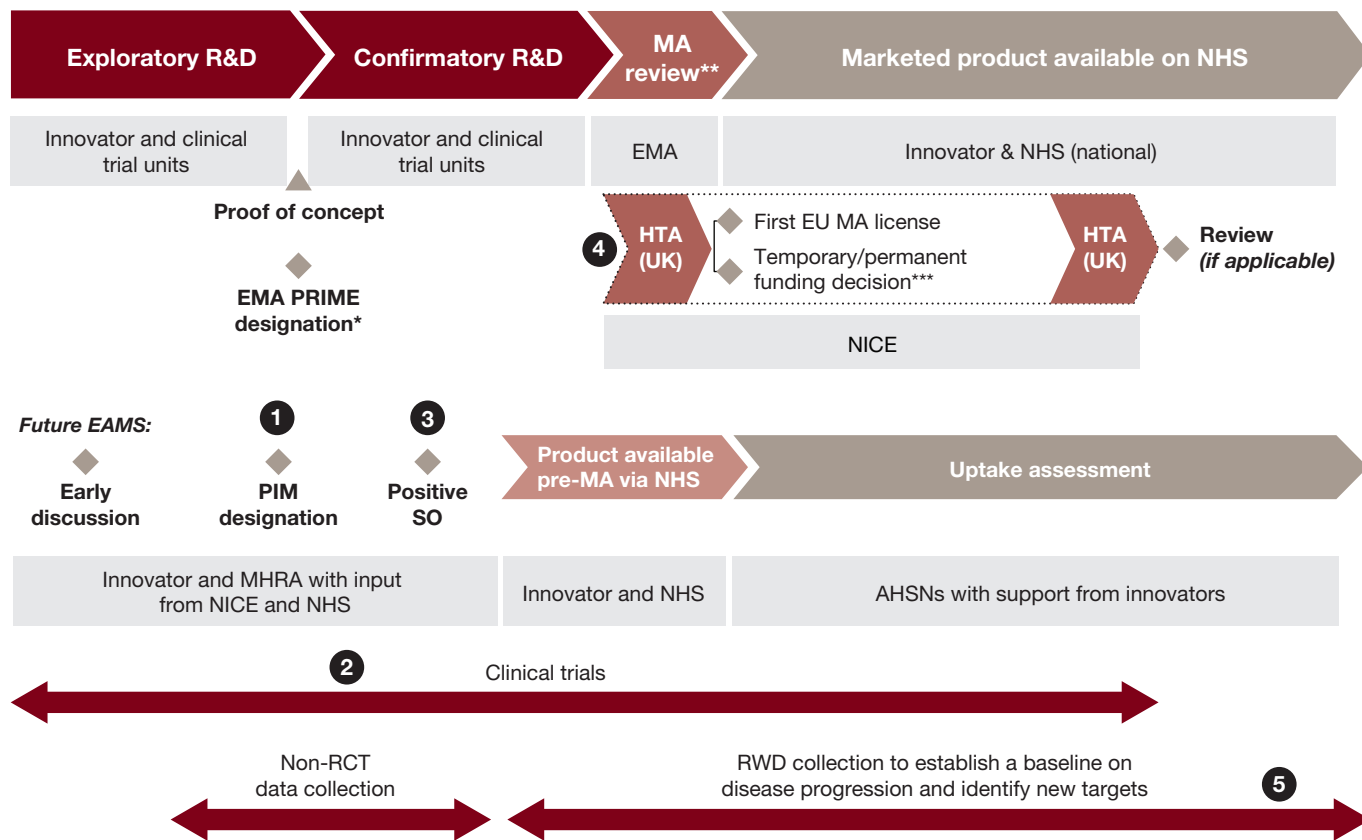 Exploratory R&D
Confirmatory R&D
MA
review**
Marketed product available on NHS
Innovator and clinical
trial units
Innovator and clinical
trial units
EMA
Innovator & NHS (national)
Proof of concept
EMA PRIME
designation*
4
HTA
(UK)
First EU MA license
Temporary/permanent
funding decision***
HTA
(UK)
Review
(if applicable)
NICE
Future EAMS:
1
3
Early
discussion
PIM
designation
Positive
SO
Product available
pre-MA via NHS
Uptake assessment
Innovator and MHRA with input
from NICE and NHS
Innovator and NHS
AHSNs with support from innovators
2
Clinical trials
Non-RCT
data collection
RWD collection to establish a baseline on
disease progression and identify new targets
5